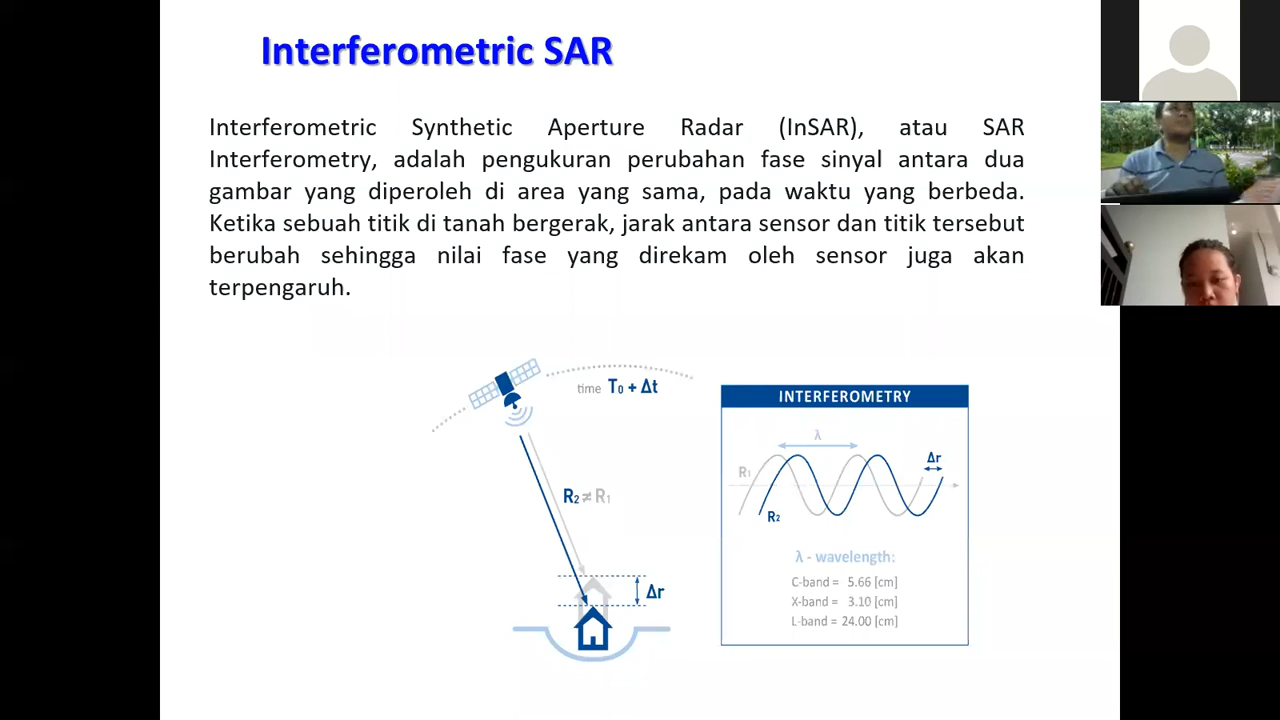 Interferometric SAR
Interferometric Synthetic Aperture Radar (InSAR), atau SAR
Interferometry, adalah pengukuran perubahan fase sinyal antara dua
gambar yang diperoleh di area yang sama, pada waktu yang berbeda.
Ketika sebuah titik di tanah bergerak, jarak antara sensor dan titik tersebut
berubah sehingga nilai fase yang direkam oleh sensor juga akan
terpengaruh.
time T₀ + Δt
R₂ ≠ R₁
Δr
INTERFEROMETRY
λ
Δr
R₁
R₂
λ - wavelength:
C-band = 5.66 [cm]
X-band = 3.10 [cm]
L-band = 24.00 [cm]